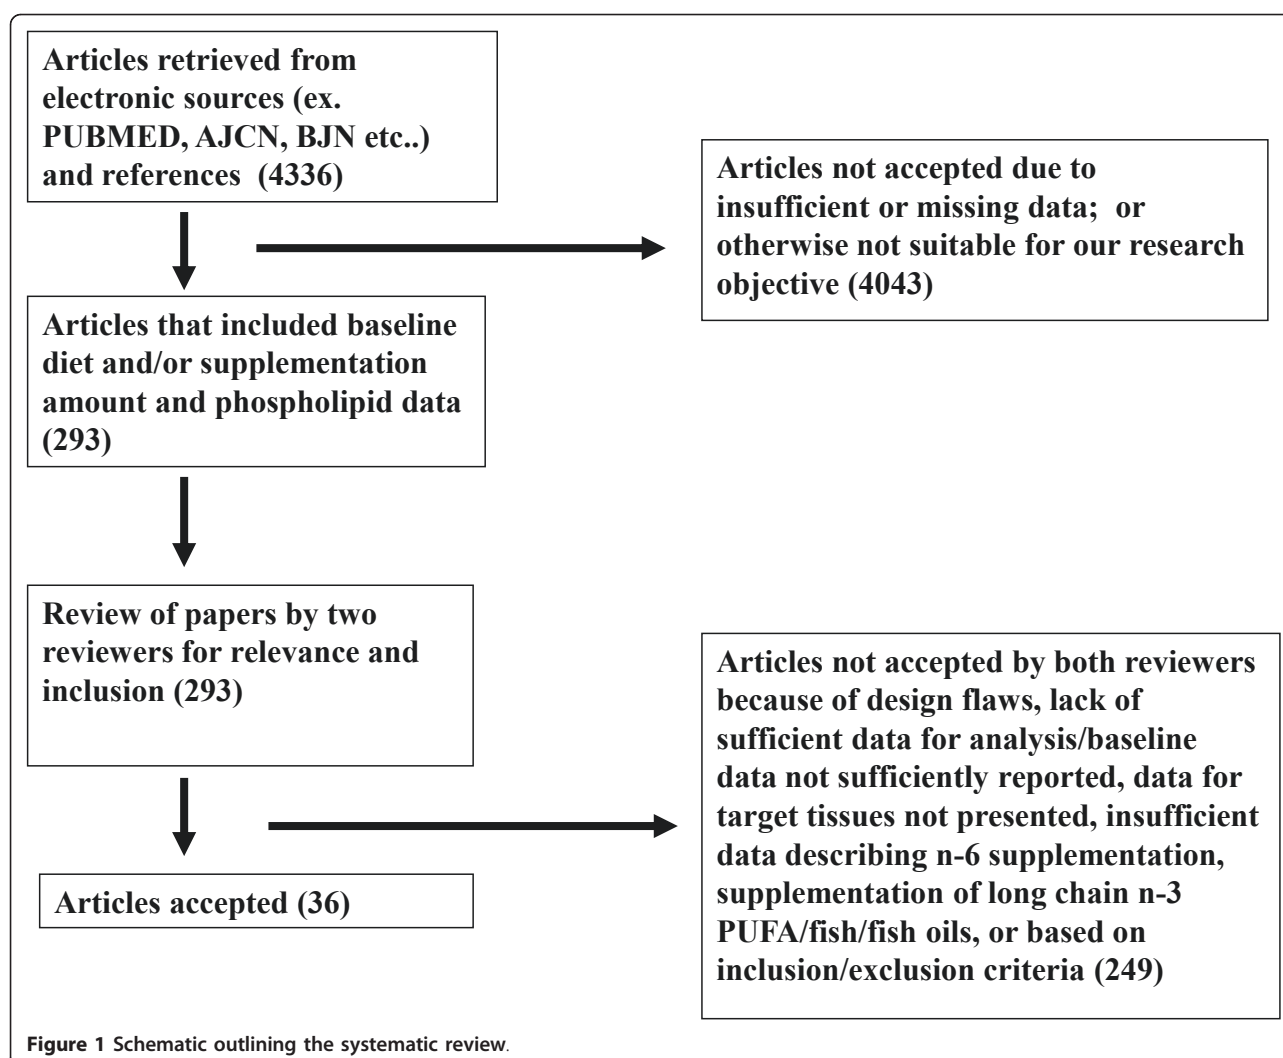 Articles retrieved from
electronic sources (ex.
PUBMED, AJCN, BJN etc..)
and references (4336)
Articles not accepted due to
insufficient or missing data; or
otherwise not suitable for our research
objective (4043)
Articles that included baseline
diet and/or supplementation
amount and phospholipid data
(293)
Review of papers by two
reviewers for relevance and
inclusion (293)
Articles not accepted by both reviewers
because of design flaws, lack of
sufficient data for analysis/baseline
data not sufficiently reported, data for
target tissues not presented, insufficient
data describing n-6 supplementation,
supplementation of long chain n-3
PUFA/fish/fish oils, or based on
inclusion/exclusion criteria (249)
Articles accepted (36)
Figure 1 Schematic outlining the systematic review.